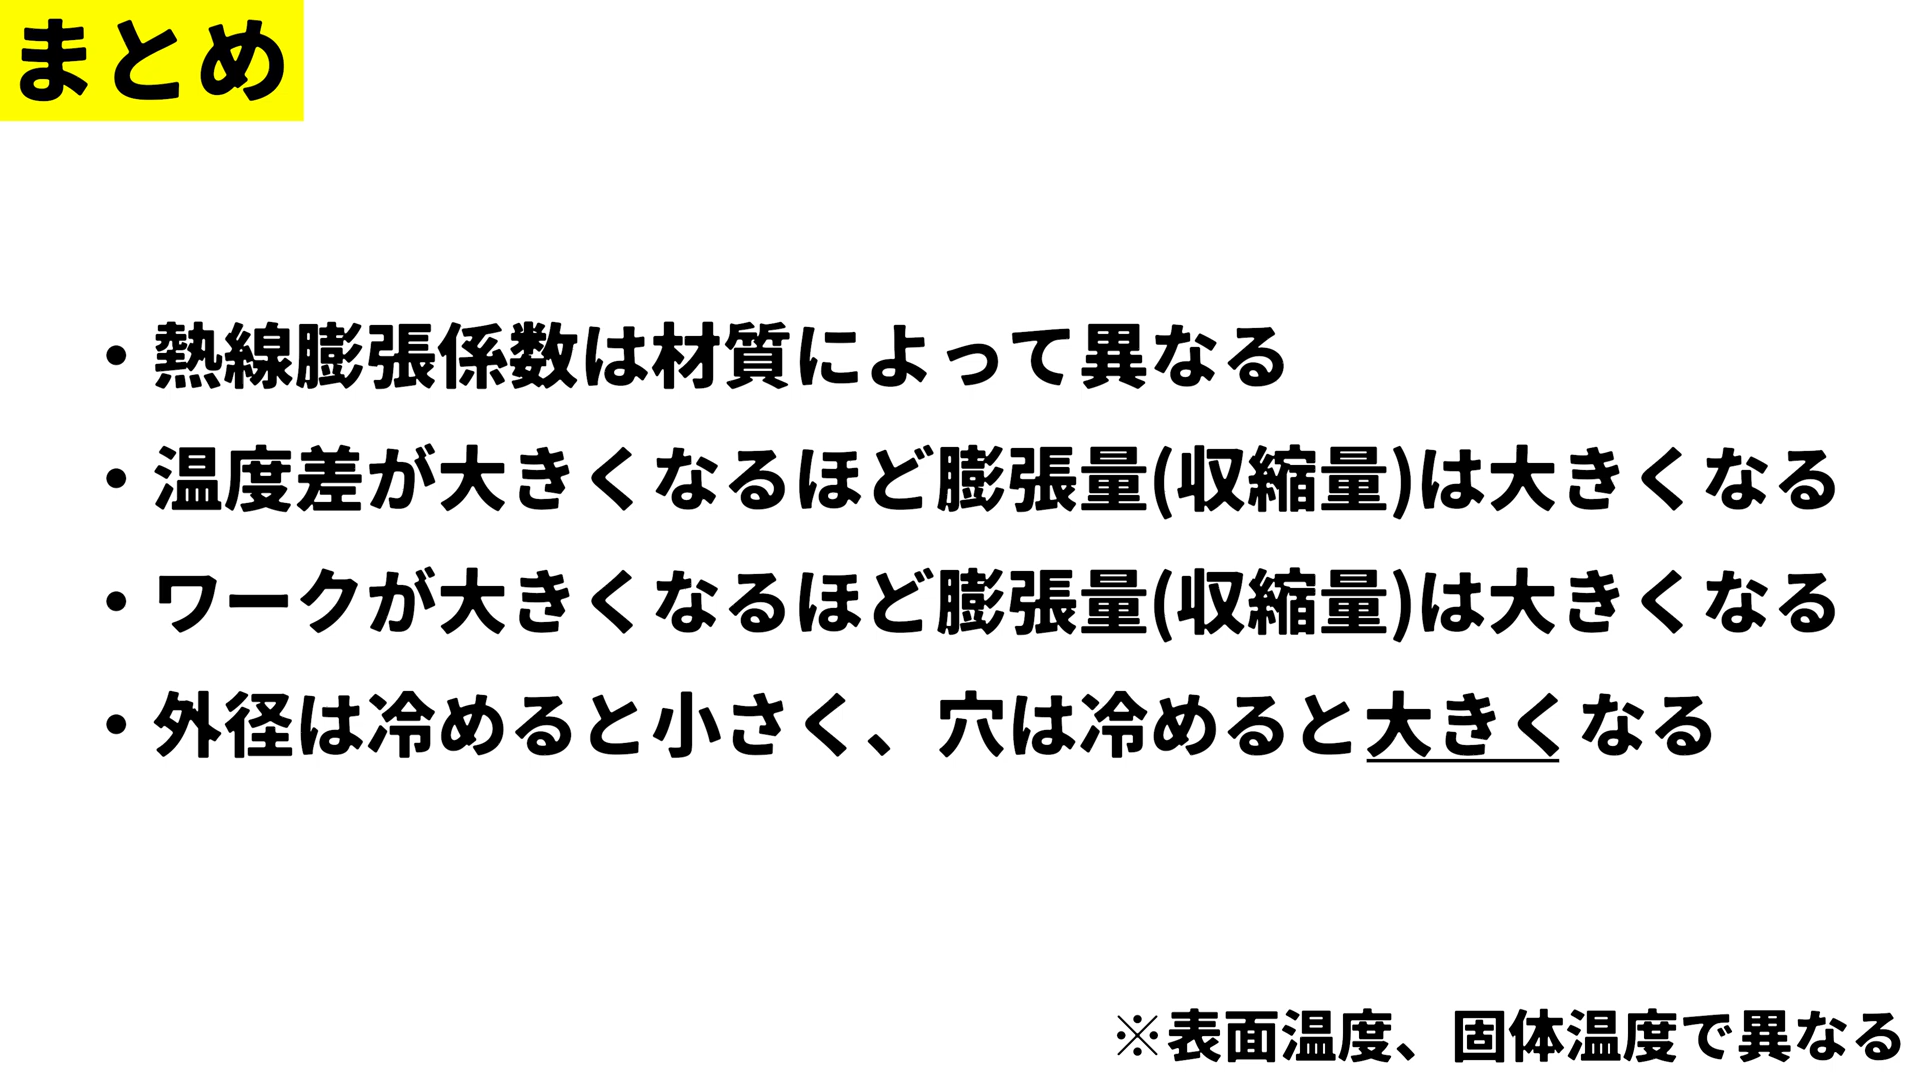 まとめ
・熱線膨張係数は材質によって異なる
・温度差が大きくなるほど膨張量(収縮量)は大きくなる
・ワークが大きくなるほど膨張量(収縮量)は大きくなる
・外径は冷めると小さく、穴は冷めると大きくなる
※表面温度、固体温度で異なる